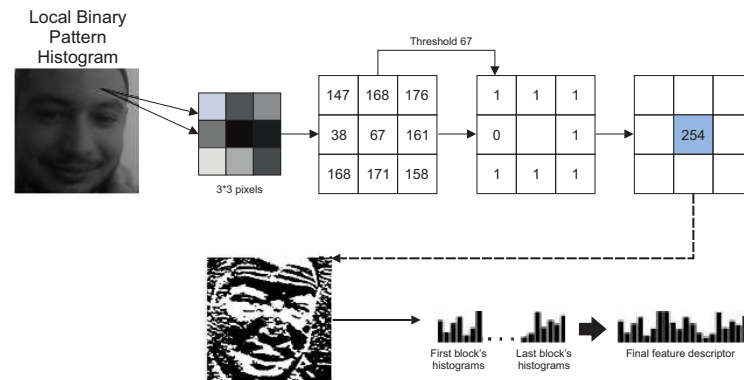 Local Binary
Pattern
Histogram
Threshold 67
147 168 176
38 67 161
168 171 158
1 1 1
0 1
1 1 1
254
3*3 pixels
First block's
histograms
Last block's
histograms
Final feature descriptor